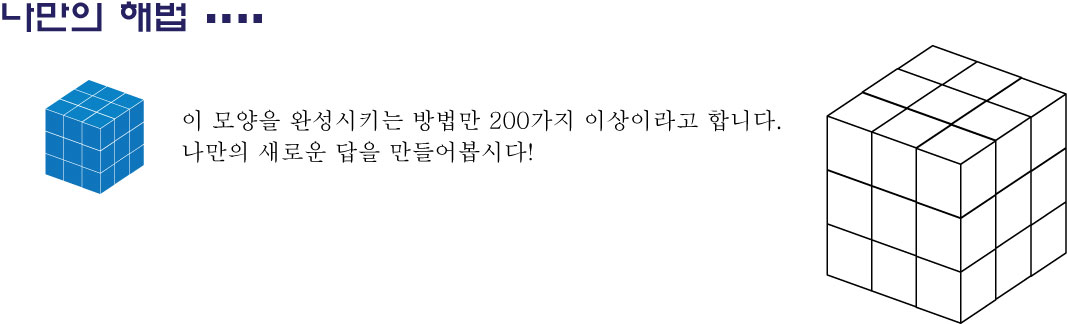 나만의 해법 ....
이 모양을 완성시키는 방법만 200가지 이상이라고 합니다.
나만의 새로운 답을 만들어봅시다!